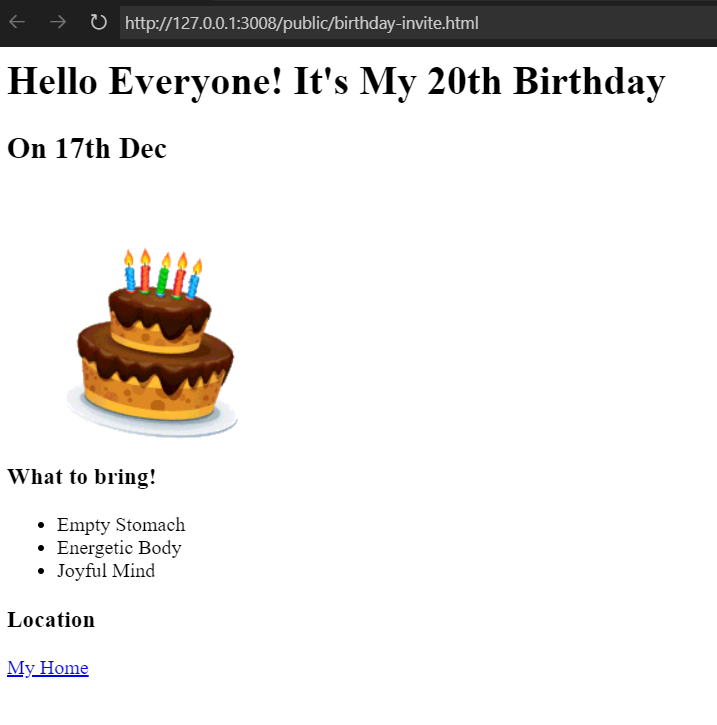 http://127.0.0.1:3008/public/birthday-invite.html
Hello Everyone! It's My 20th Birthday
On 17th Dec
What to bring!
Empty Stomach
Energetic Body
Joyful Mind
Location
My Home